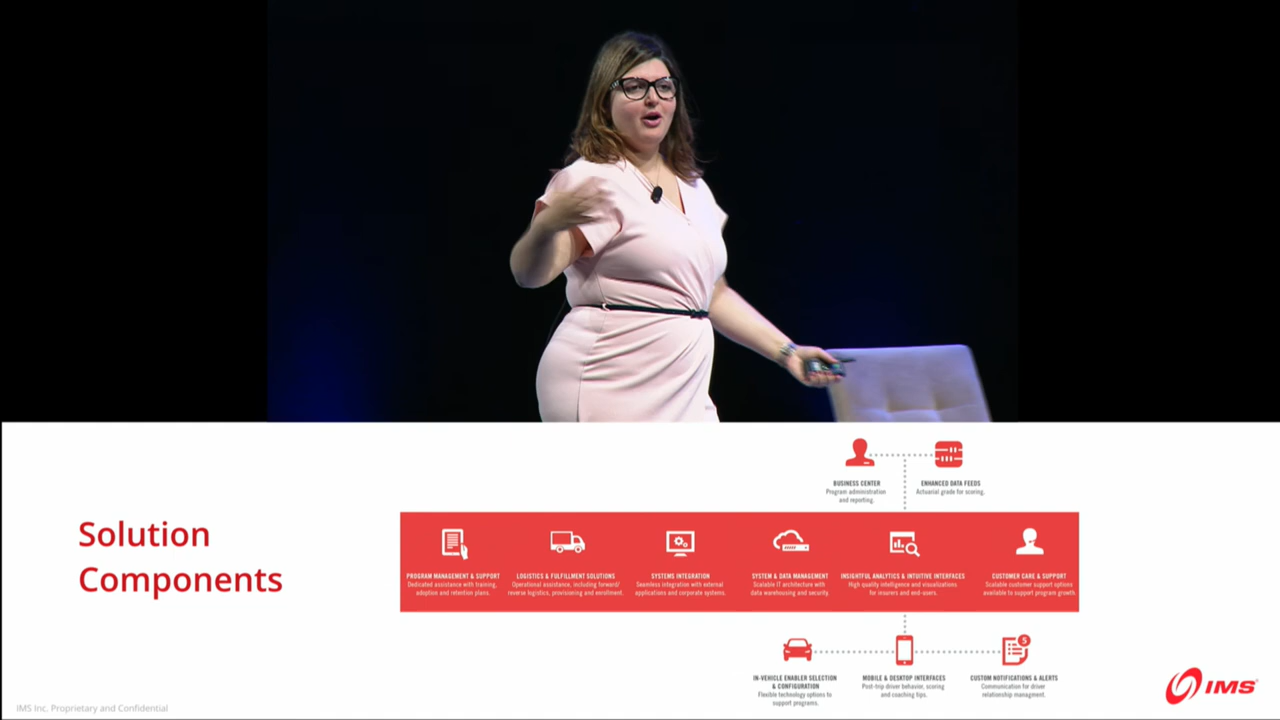 Solution
Components
BUSINESS CENTER
Program administration
and reporting.
ENHANCED DATA FEEDS
Actuarial grade for scoring.
PROGRAM MANAGEMENT & SUPPORT
Dedicated assistance with training,
adoption and retention plans.
LOGISTICS & FULFILLMENT SOLUTIONS
Operational assistance, including forward/
reverse logistics, provisioning and enrollment.
SYSTEMS INTEGRATION
Seamless integration with external
applications and corporate systems.
SYSTEM & DATA MANAGEMENT
Scalable IT architecture with
data warehousing and security.
INSIGHTFUL ANALYTICS & INTUITIVE INTERFACES
High quality intelligence and visualizations
for insurers and end-users.
CUSTOMER CARE & SUPPORT
Scalable customer support options
available to support program growth.
5
IN-VEHICLE ENABLER SELECTION
& CONFIGURATION
Flexible technology options to
support programs.
MOBILE & DESKTOP INTERFACES
Post-trip driver behavior, scoring
and coaching tips.
CUSTOM NOTIFICATIONS & ALERTS
Communication for driver
relationship managment.
IMS
IMS Inc. Proprietary and Confidential